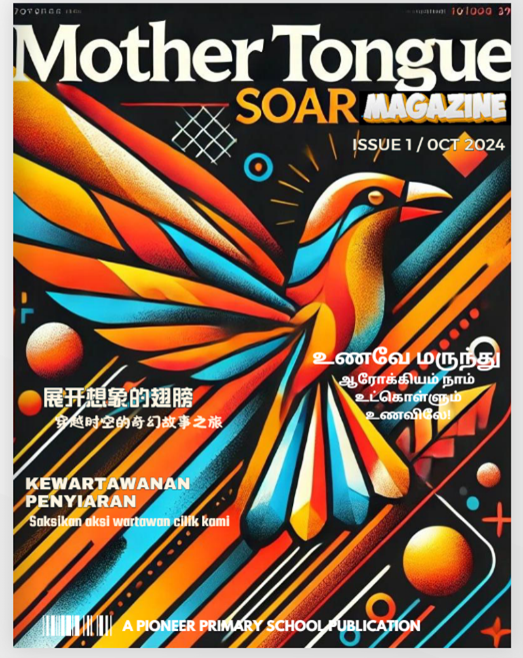 Mother Tongue
SOAR MAGAZINE
ISSUE 1 / OCT 2024
உணவே மருந்து
ஆரோக்கியம் நாம்
உட்கொள்ளும்
உணவிலே!
展开想象的翅膀
穿越时空的奇幻故事之旅
KEWARTAWANAN
PENYIARAN
Saksikan aksi wartawan cilik kami
A PIONEER PRIMARY SCHOOL PUBLICATION